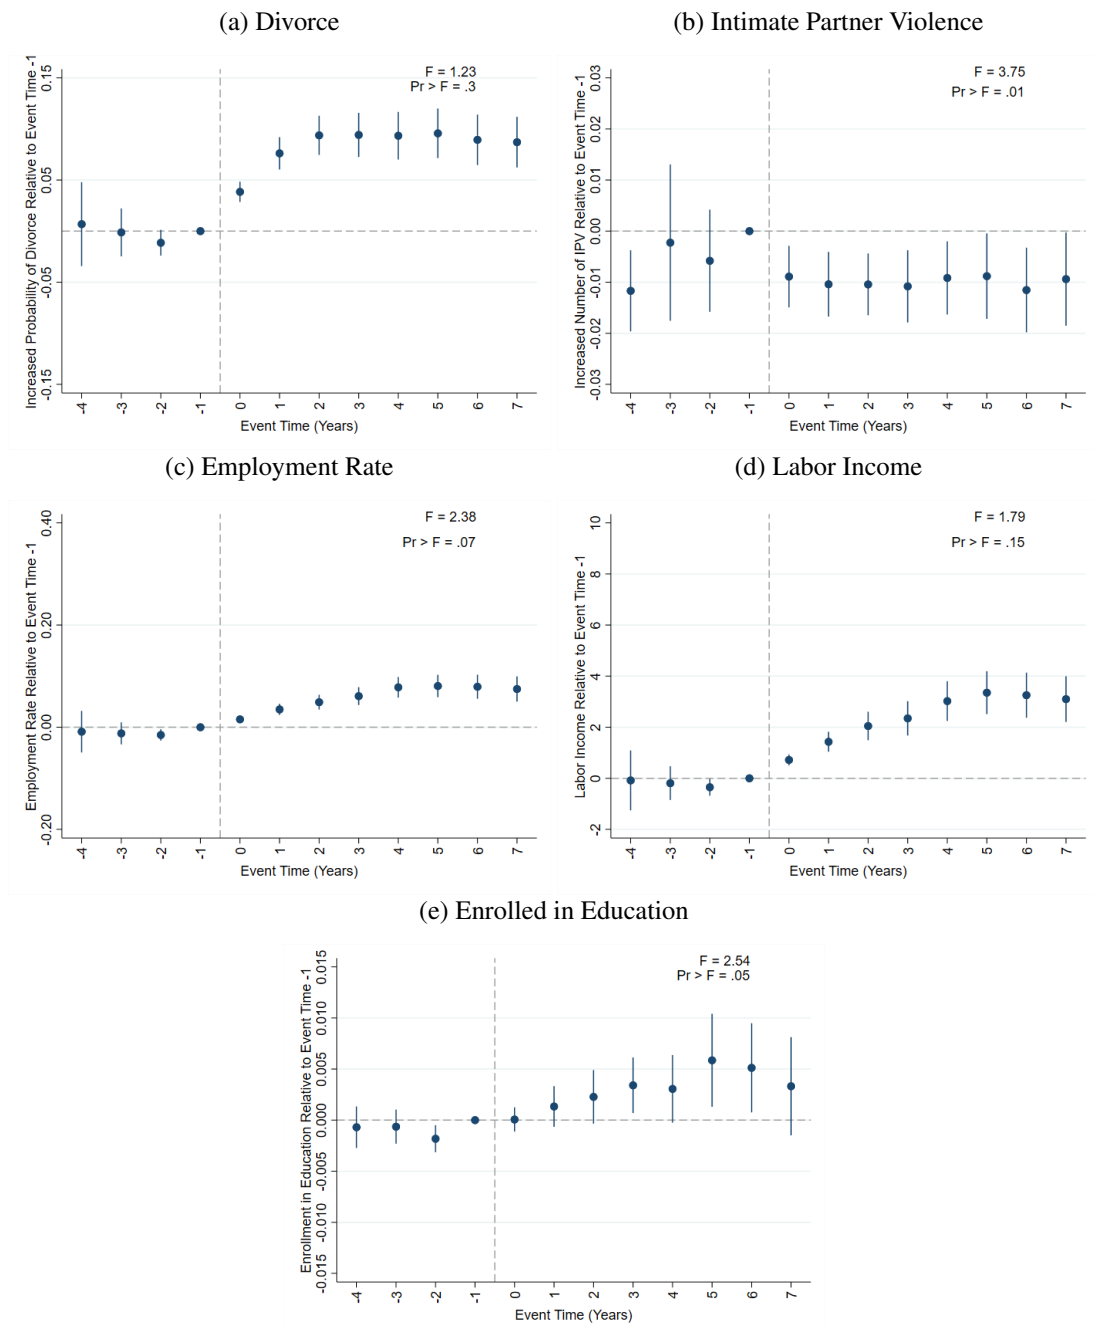 (a) Divorce
Increased Probability of Divorce Relative to Event Time -1
0.15
0.05
-0.05
-0.15
F = 1.23
Pr > F = .3
-4 -3 -2 -1 0 1 2 3 4 5 6 7
Event Time (Years)
(b) Intimate Partner Violence
Increased Number of IPV Relative to Event Time -1
0.03
0.02
0.01
0.00
-0.01
-0.02
-0.03
F = 3.75
Pr > F = .01
-4 -3 -2 -1 0 1 2 3 4 5 6 7
Event Time (Years)
(c) Employment Rate
Employment Rate Relative to Event Time -1
0.40
0.20
0.00
-0.20
F = 2.38
Pr > F = .07
-4 -3 -2 -1 0 1 2 3 4 5 6 7
Event Time (Years)
(d) Labor Income
Labor Income Relative to Event Time -1
10
8
6
4
2
0
-2
F = 1.79
Pr > F = .15
-4 -3 -2 -1 0 1 2 3 4 5 6 7
Event Time (Years)
(e) Enrolled in Education
Enrollment in Education Relative to Event Time -1
0.015
0.010
0.005
0.000
-0.005
-0.010
-0.015
F = 2.54
Pr > F = .05
-4 -3 -2 -1 0 1 2 3 4 5 6 7
Event Time (Years)